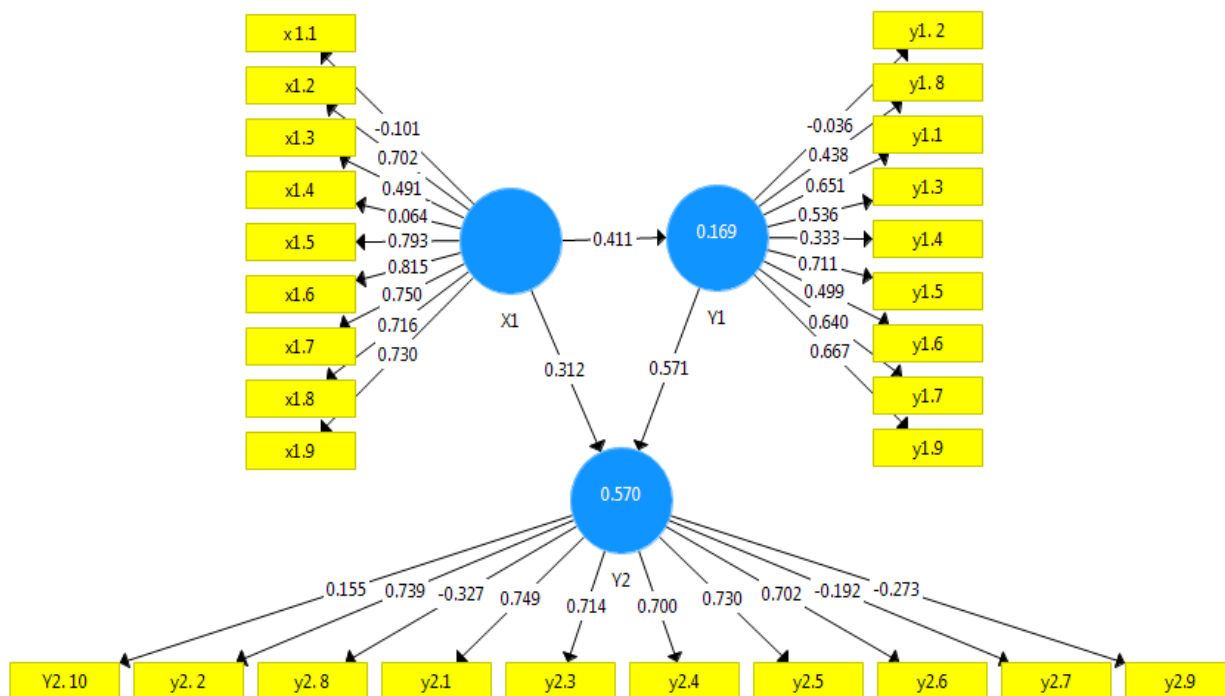 x 1.1
x1.2
x1.3
x1.4
x1.5
x1.6
x1.7
x1.8
x1.9
-0.101
0.702
0.491
0.064
0.793
0.815
0.750
0.716
0.730
X1
0.411
0.169
Y1
-0.036
0.438
0.651
0.536
0.333
0.711
0.499
0.640
0.667
y1. 2
y1. 8
y1.1
y1.3
y1.4
y1.5
y1.6
y1.7
y1.9
0.312
0.571
0.570
Y2
0.155
0.739
-0.327
0.749
0.714
0.700
0.730
0.702
-0.192
-0.273
Y2. 10
y2. 2
y2. 8
y2.1
y2.3
y2.4
y2.5
y2.6
y2.7
y2.9